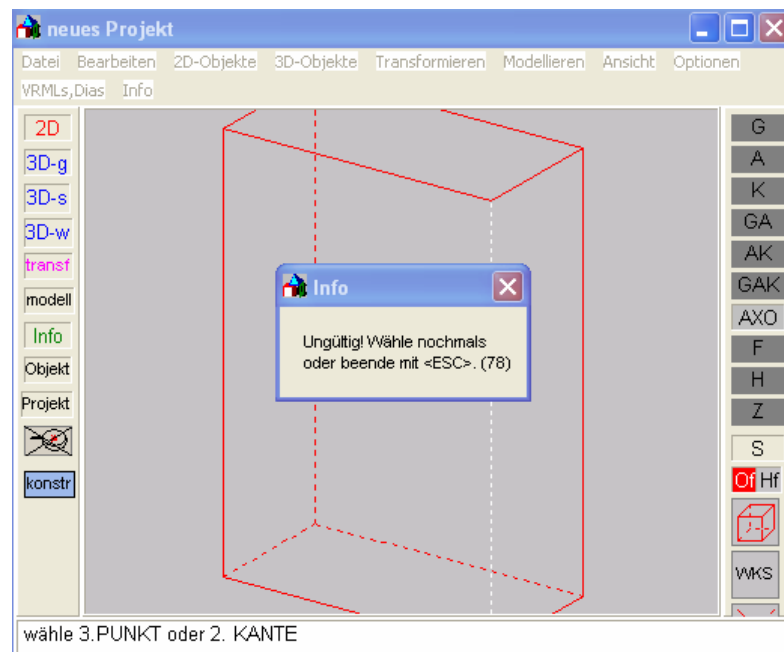 neues Projekt
Datei Bearbeiten 2D-Objekte 3D-Objekte Transformieren Modellieren Ansicht Optionen
VRMLs,Dias Info
2D
3D-g
3D-s
3D-w
transf
modell
Info
Objekt
Projekt
konstr
Info
Ungültig! Wähle nochmals
oder beende mit <ESC>. (78)
G
A
K
GA
AK
GAK
AXO
F
H
Z
S
Of Hf
WKS
wähle 3.PUNKT oder 2. KANTE